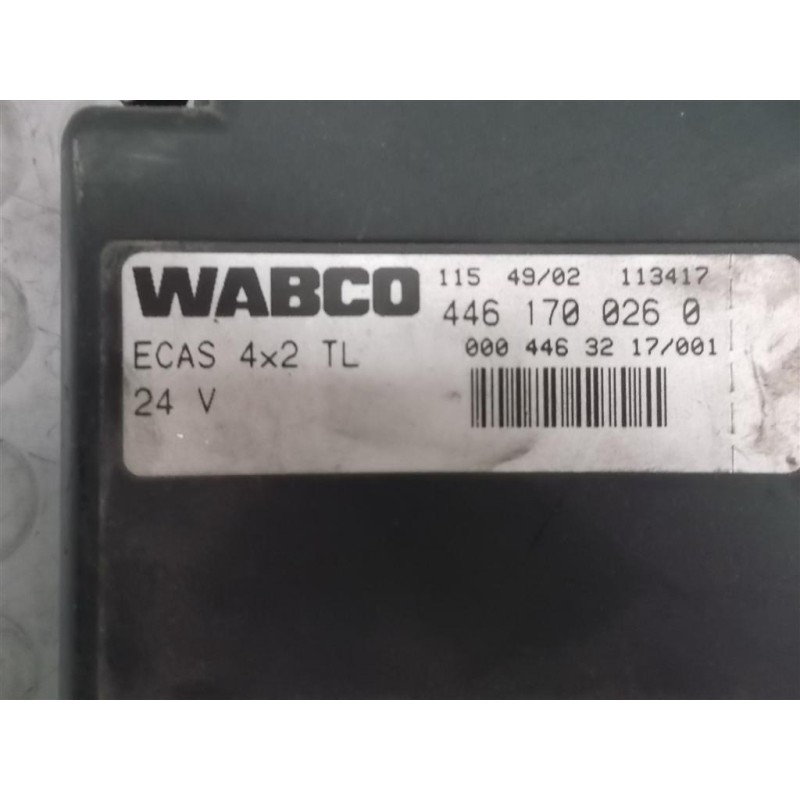 WABCO
115 49/02 113417
446 170 026 0
ECAS 4x2 TL
000 446 32 17/001
24 V